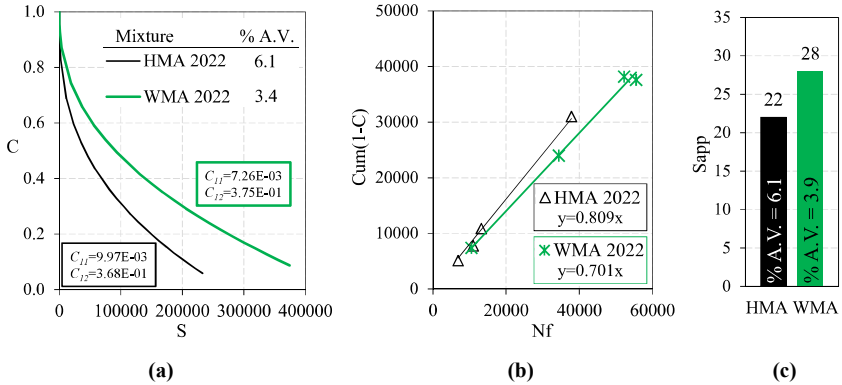 1.0
0.8
0.6
0.4
0.2
0.0
C
Mixture % A.V.
HMA 2022 6.1
WMA 2022 3.4
C11=7.26E-03
C12=3.75E-01
C11=9.97E-03
C12=3.68E-01
0 100000 200000 300000 400000
S
(a)
50000
40000
30000
20000
10000
0
Cum(1-C)
HMA 2022
y=0.809x
WMA 2022
y=0.701x
0 20000 40000 60000
Nf
(b)
35
30
25
20
15
10
5
0
Sapp
22
28
% A.V. = 6.1
% A.V. = 3.9
HMA WMA
(c)